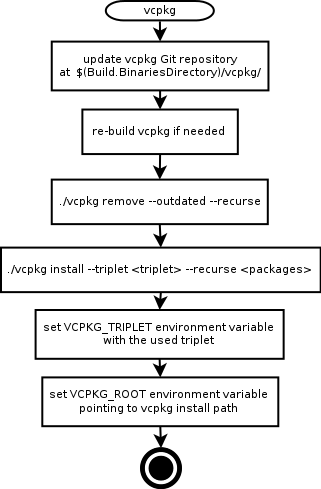 vcpkg
update vcpkg Git repository
at $(Build.BinariesDirectory)/vcpkg/
re-build vcpkg if needed
./vcpkg remove --outdated --recurse
./vcpkg install --triplet <triplet> --recurse <packages>
set VCPKG_TRIPLET environment variable
with the used triplet
set VCPKG_ROOT environment variable
pointing to vcpkg install path